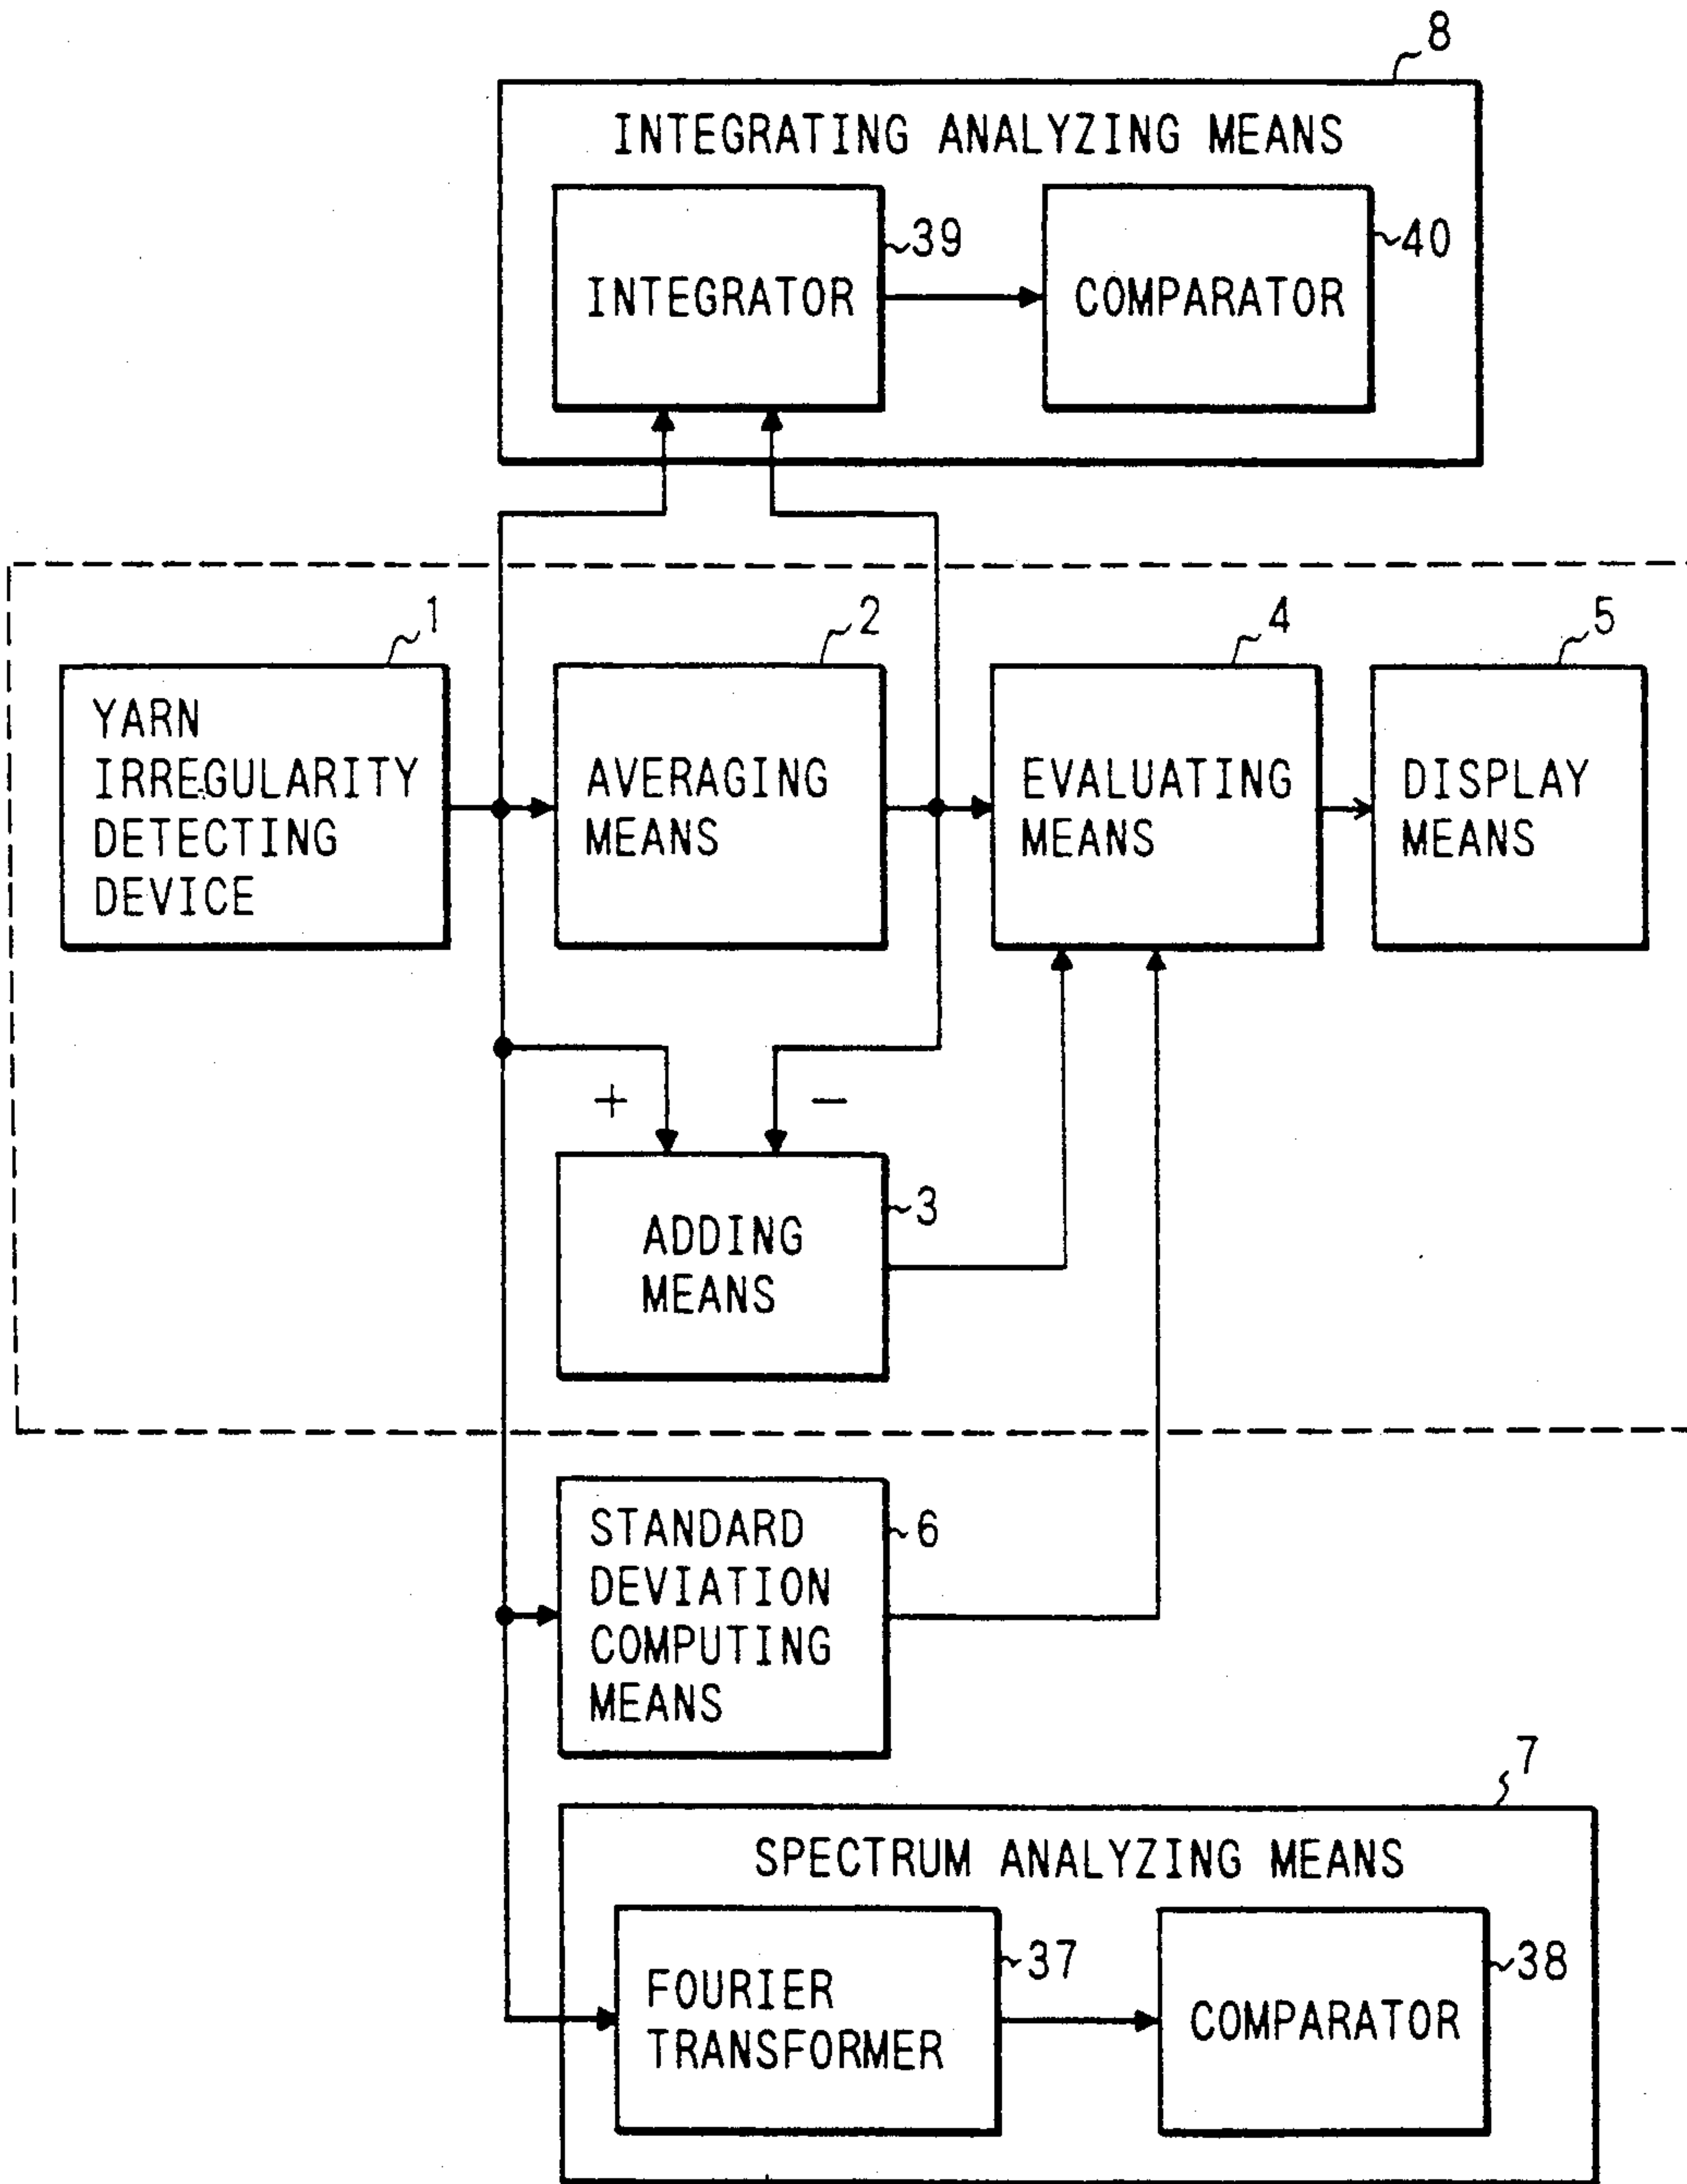 8
INTEGRATING ANALYZING MEANS
39
40
INTEGRATOR
COMPARATOR
1
2
4
5
YARN
IRREGULARITY
DETECTING
DEVICE
AVERAGING
MEANS
EVALUATING
MEANS
DISPLAY
MEANS
+
−
3
ADDING
MEANS
6
STANDARD
DEVIATION
COMPUTING
MEANS
7
SPECTRUM ANALYZING MEANS
37
38
FOURIER
TRANSFORMER
COMPARATOR